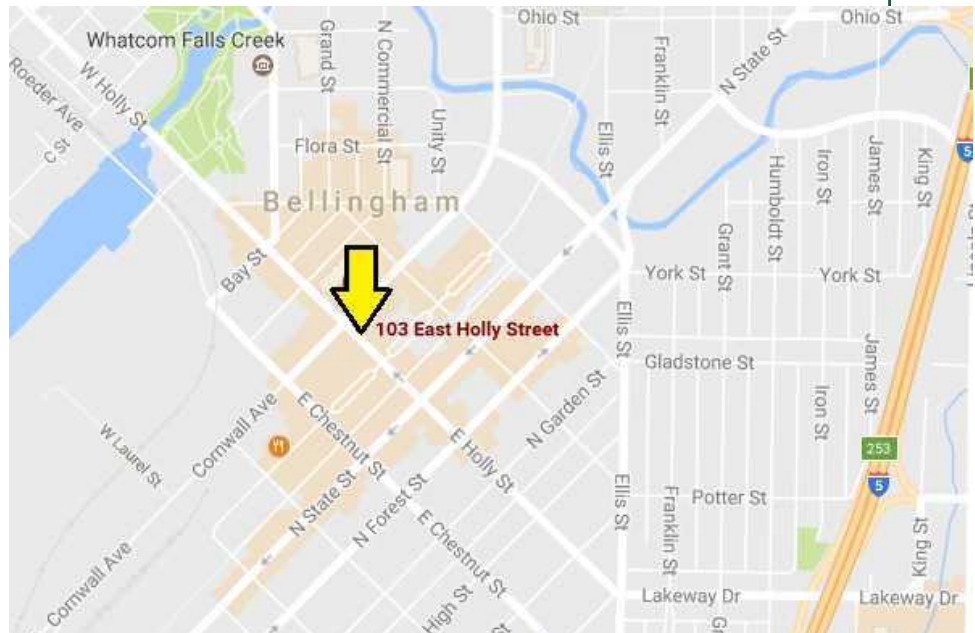 Ohio St
Ohio St
Whatcom Falls Creek
Grand St
N Commercial St
Franklin St
N State St
Roeder Ave
W Holly St
C St
Unity St
Flora St
Ellis St
Humboldt St
Iron St
James St
King St
5
Bellingham
Bay St
Grant St
York St
York St
103 East Holly Street
Ellis St
Gladstone St
James St
Cornwall Ave
E Chestnut St
N Garden St
Iron St
W Laurel St
E Holly St
253
5
N State St
N Forest St
Ellis St
Franklin St
Potter St
King St
E Chestnut St
Cornwall Ave
High St
Lakeway Dr
Lakeway Dr